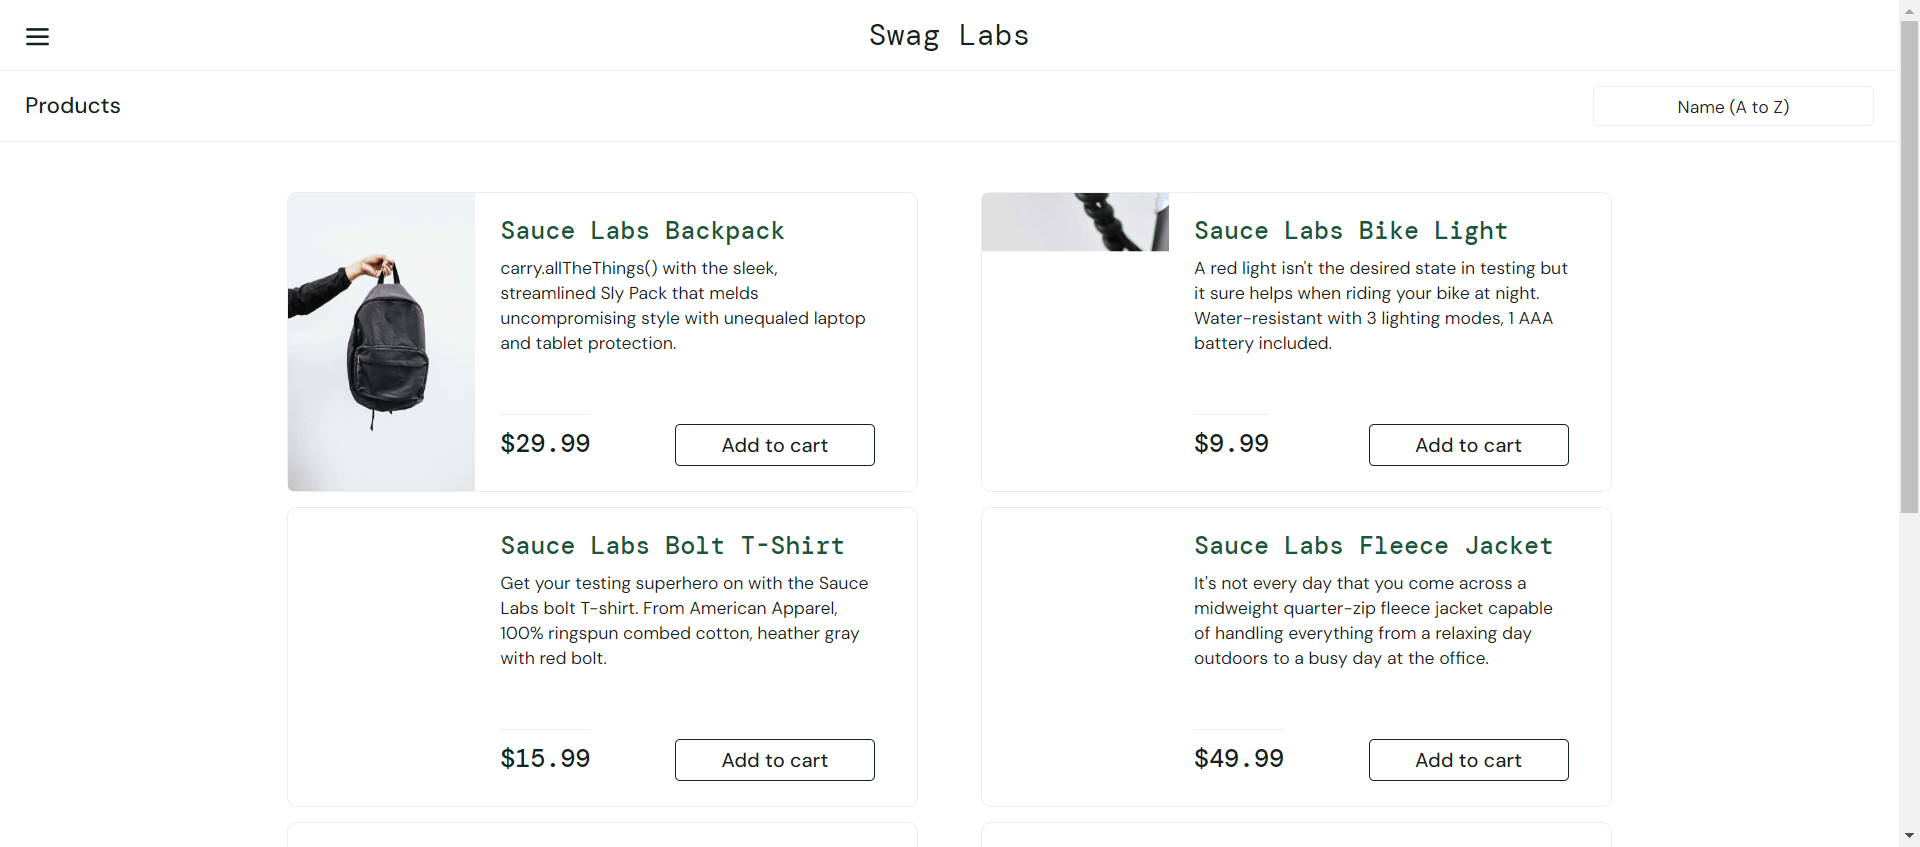 Swag Labs
Products
Name (A to Z)
Sauce Labs Backpack
carry.allTheThings() with the sleek,
streamlined Sly Pack that melds
uncompromising style with unequaled laptop
and tablet protection.
$29.99
Add to cart
Sauce Labs Bike Light
A red light isn't the desired state in testing but
it sure helps when riding your bike at night.
Water-resistant with 3 lighting modes, 1 AAA
battery included.
$9.99
Add to cart
Sauce Labs Bolt T-Shirt
Get your testing superhero on with the Sauce
Labs bolt T-shirt. From American Apparel,
100% ringspun combed cotton, heather gray
with red bolt.
$15.99
Add to cart
Sauce Labs Fleece Jacket
It's not every day that you come across a
midweight quarter-zip fleece jacket capable
of handling everything from a relaxing day
outdoors to a busy day at the office.
$49.99
Add to cart